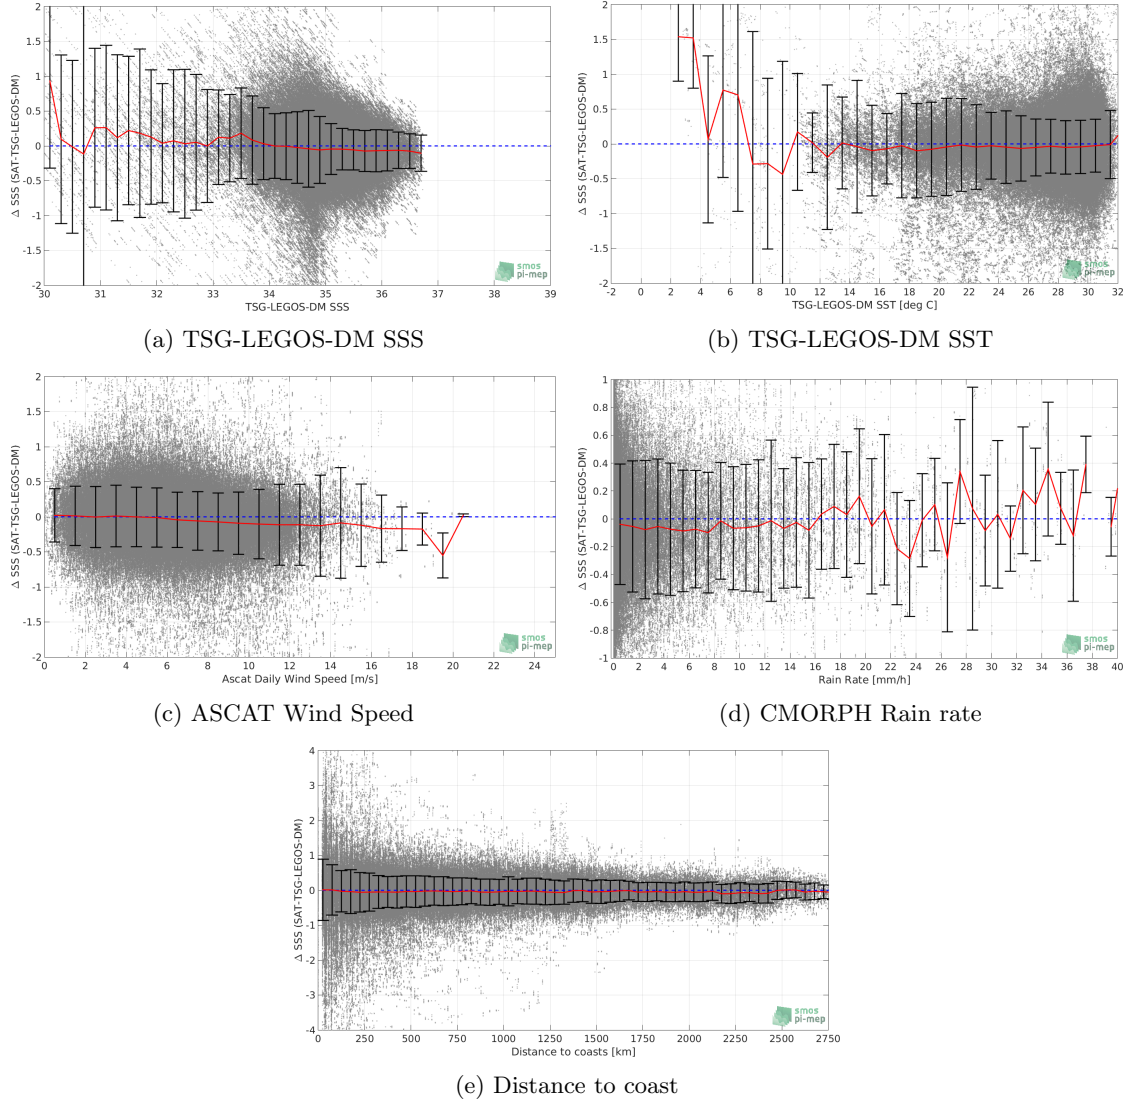 2
1.5
1
0.5
0
-0.5
-1
-1.5
-2
Δ SSS (SAT-TSG-LEGOS-DM)
30 31 32 33 34 35 36 37 38 39
TSG-LEGOS-DM SSS
smos
pi-mep
(a) TSG-LEGOS-DM SSS
2
1.5
1
0.5
0
-0.5
-1
-1.5
-2
Δ SSS (SAT-TSG-LEGOS-DM)
-2 0 2 4 6 8 10 12 14 16 18 20 22 24 26 28 30 32
TSG-LEGOS-DM SST [deg C]
smos
pi-mep
(b) TSG-LEGOS-DM SST
2
1.5
1
0.5
0
-0.5
-1
-1.5
-2
Δ SSS (SAT-TSG-LEGOS-DM)
0 2 4 6 8 10 12 14 16 18 20 22 24
Ascat Daily Wind Speed [m/s]
smos
pi-mep
(c) ASCAT Wind Speed
1
0.8
0.6
0.4
0.2
0
-0.2
-0.4
-0.6
-0.8
-1
Δ SSS (SAT-TSG-LEGOS-DM)
0 2 4 6 8 10 12 14 16 18 20 22 24 26 28 30 32 34 36 38 40
Rain Rate [mm/h]
smos
pi-mep
(d) CMORPH Rain rate
4
3
2
1
0
-1
-2
-3
-4
Δ SSS (SAT-TSG-LEGOS-DM)
0 250 500 750 1000 1250 1500 1750 2000 2250 2500 2750
Distance to coasts [km]
smos
pi-mep
(e) Distance to coast